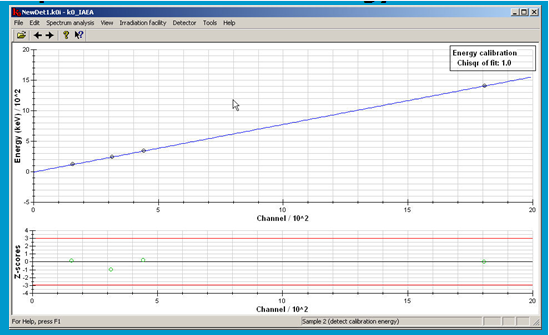 NewDet1.k0i - k0_IAEA
File Edit Spectrum analysis View Irradiation facility Detector Tools Help
Energy calibration
Chisqr of fit: 1.0
Energy (keV) / 10^2
20
15
10
5
0
-5
0 5 10 15 20
Channel / 10^2
Z-scores
4
3
2
1
0
-1
-2
-3
-4
0 5 10 15 20
Channel / 10^2
For Help, press F1
Sample 2 (detect calibration energy)